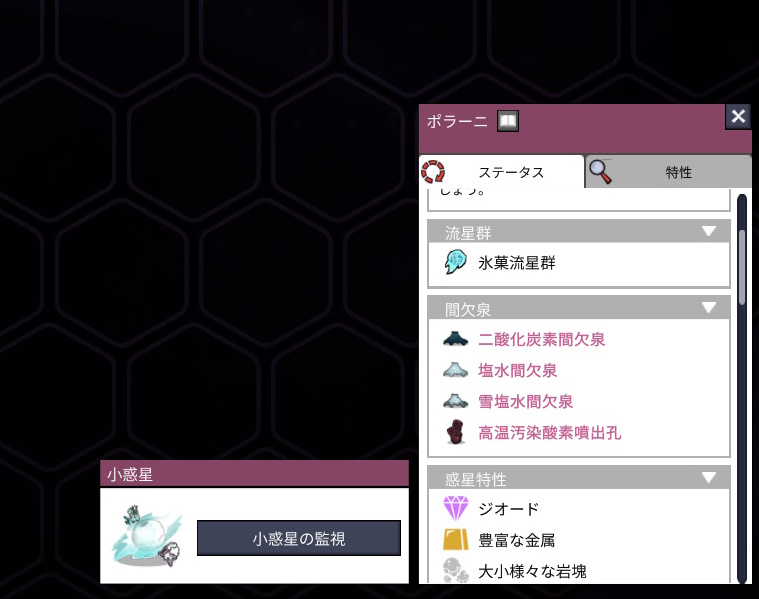 ポラーニ
ステータス
特性
しょう。
流星群
氷菓流星群
間欠泉
二酸化炭素間欠泉
塩水間欠泉
雪塩水間欠泉
高温汚染酸素噴出孔
惑星特性
ジオード
豊富な金属
大小様々な岩塊
小惑星
小惑星の監視